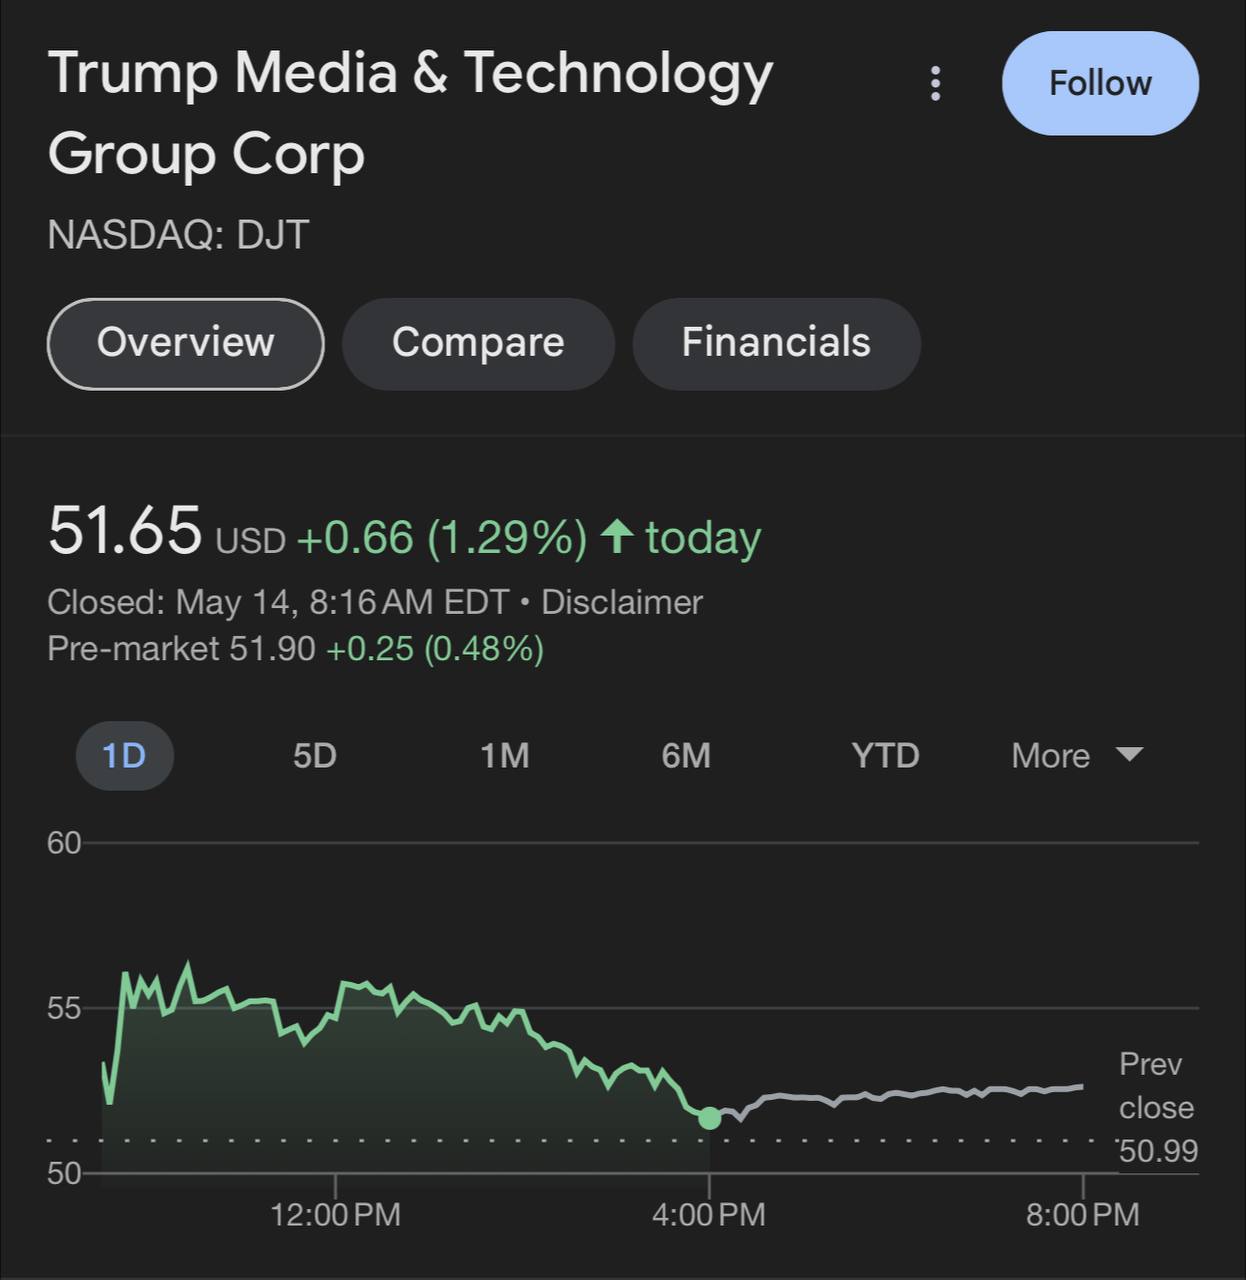 Trump Media & Technology
Group Corp
Follow
NASDAQ: DJT
Overview
Compare
Financials
51.65 USD +0.66 (1.29%) ↑ today
Closed: May 14, 8:16 AM EDT • Disclaimer
Pre-market 51.90 +0.25 (0.48%)
1D 5D 1M 6M YTD More
60
55
50
Prev
close
50.99
12:00 PM 4:00 PM 8:00 PM